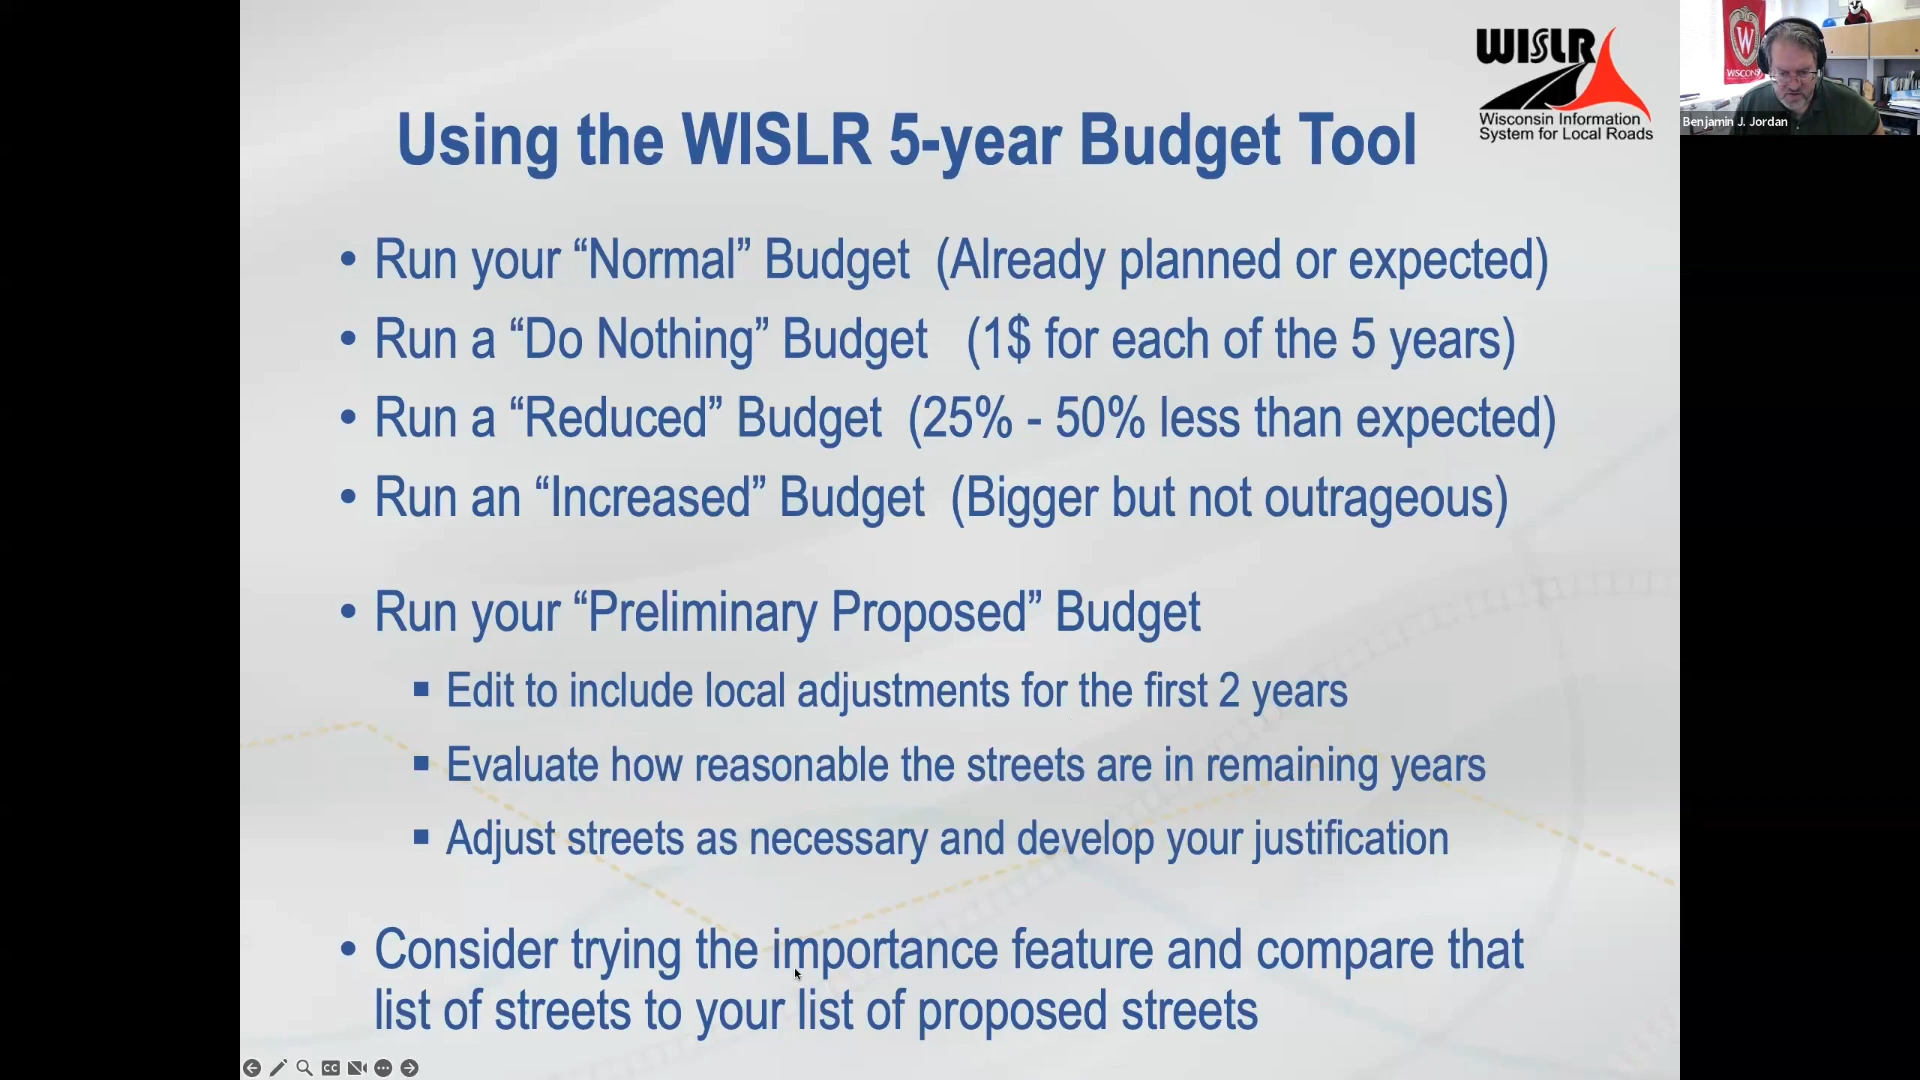 WISLR
Wisconsin Information
System for Local Roads
Using the WISLR 5-year Budget Tool
• Run your “Normal” Budget (Already planned or expected)
• Run a “Do Nothing” Budget (1$ for each of the 5 years)
• Run a “Reduced” Budget (25% - 50% less than expected)
• Run an “Increased” Budget (Bigger but not outrageous)
• Run your “Preliminary Proposed” Budget
▪ Edit to include local adjustments for the first 2 years
▪ Evaluate how reasonable the streets are in remaining years
▪ Adjust streets as necessary and develop your justification
• Consider trying the importance feature and compare that
list of streets to your list of proposed streets
CC
W
WISCON
Benjamin J. Jordan